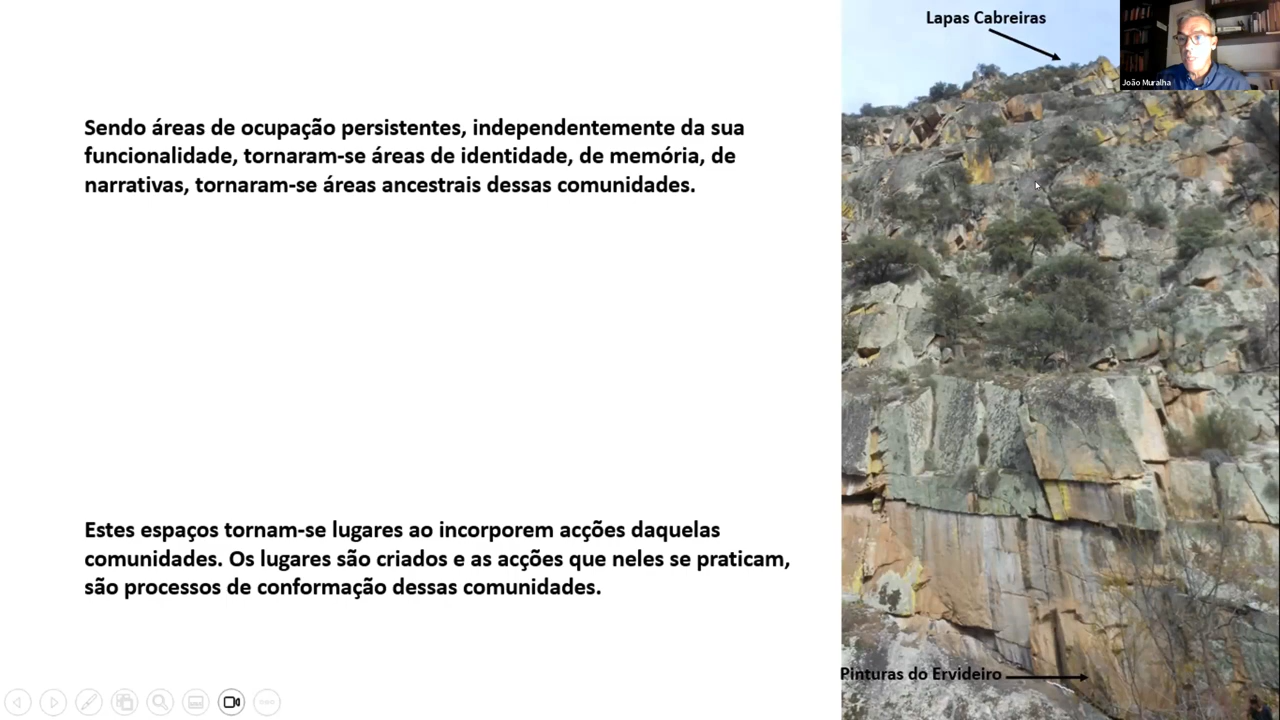 Lapas Cabreiras
João Muralha
Sendo áreas de ocupação persistentes, independentemente da sua
funcionalidade, tornaram-se áreas de identidade, de memória, de
narrativas, tornaram-se áreas ancestrais dessas comunidades.
Estes espaços tornam-se lugares ao incorporem acções daquelas
comunidades. Os lugares são criados e as acções que neles se praticam,
são processos de conformação dessas comunidades.
Pinturas do Ervideiro